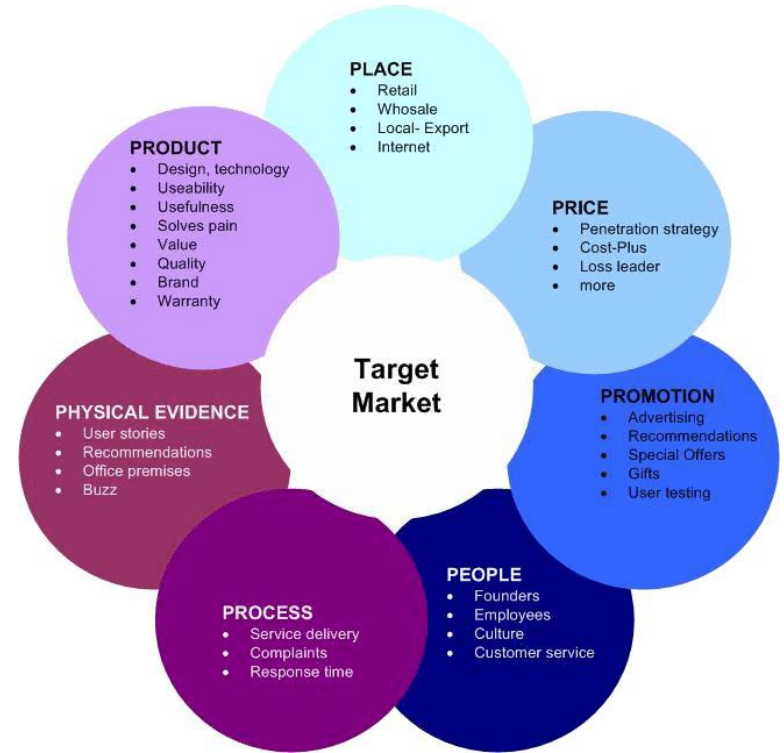 PLACE
• Retail
• Whosale
• Local- Export
• Internet
PRODUCT
• Design, technology
• Useability
• Usefulness
• Solves pain
• Value
• Quality
• Brand
• Warranty
PRICE
• Penetration strategy
• Cost-Plus
• Loss leader
• more
Target
Market
PROMOTION
• Advertising
• Recommendations
• Special Offers
• Gifts
• User testing
PHYSICAL EVIDENCE
• User stories
• Recommendations
• Office premises
• Buzz
PEOPLE
• Founders
• Employees
• Culture
• Customer service
PROCESS
• Service delivery
• Complaints
• Response time